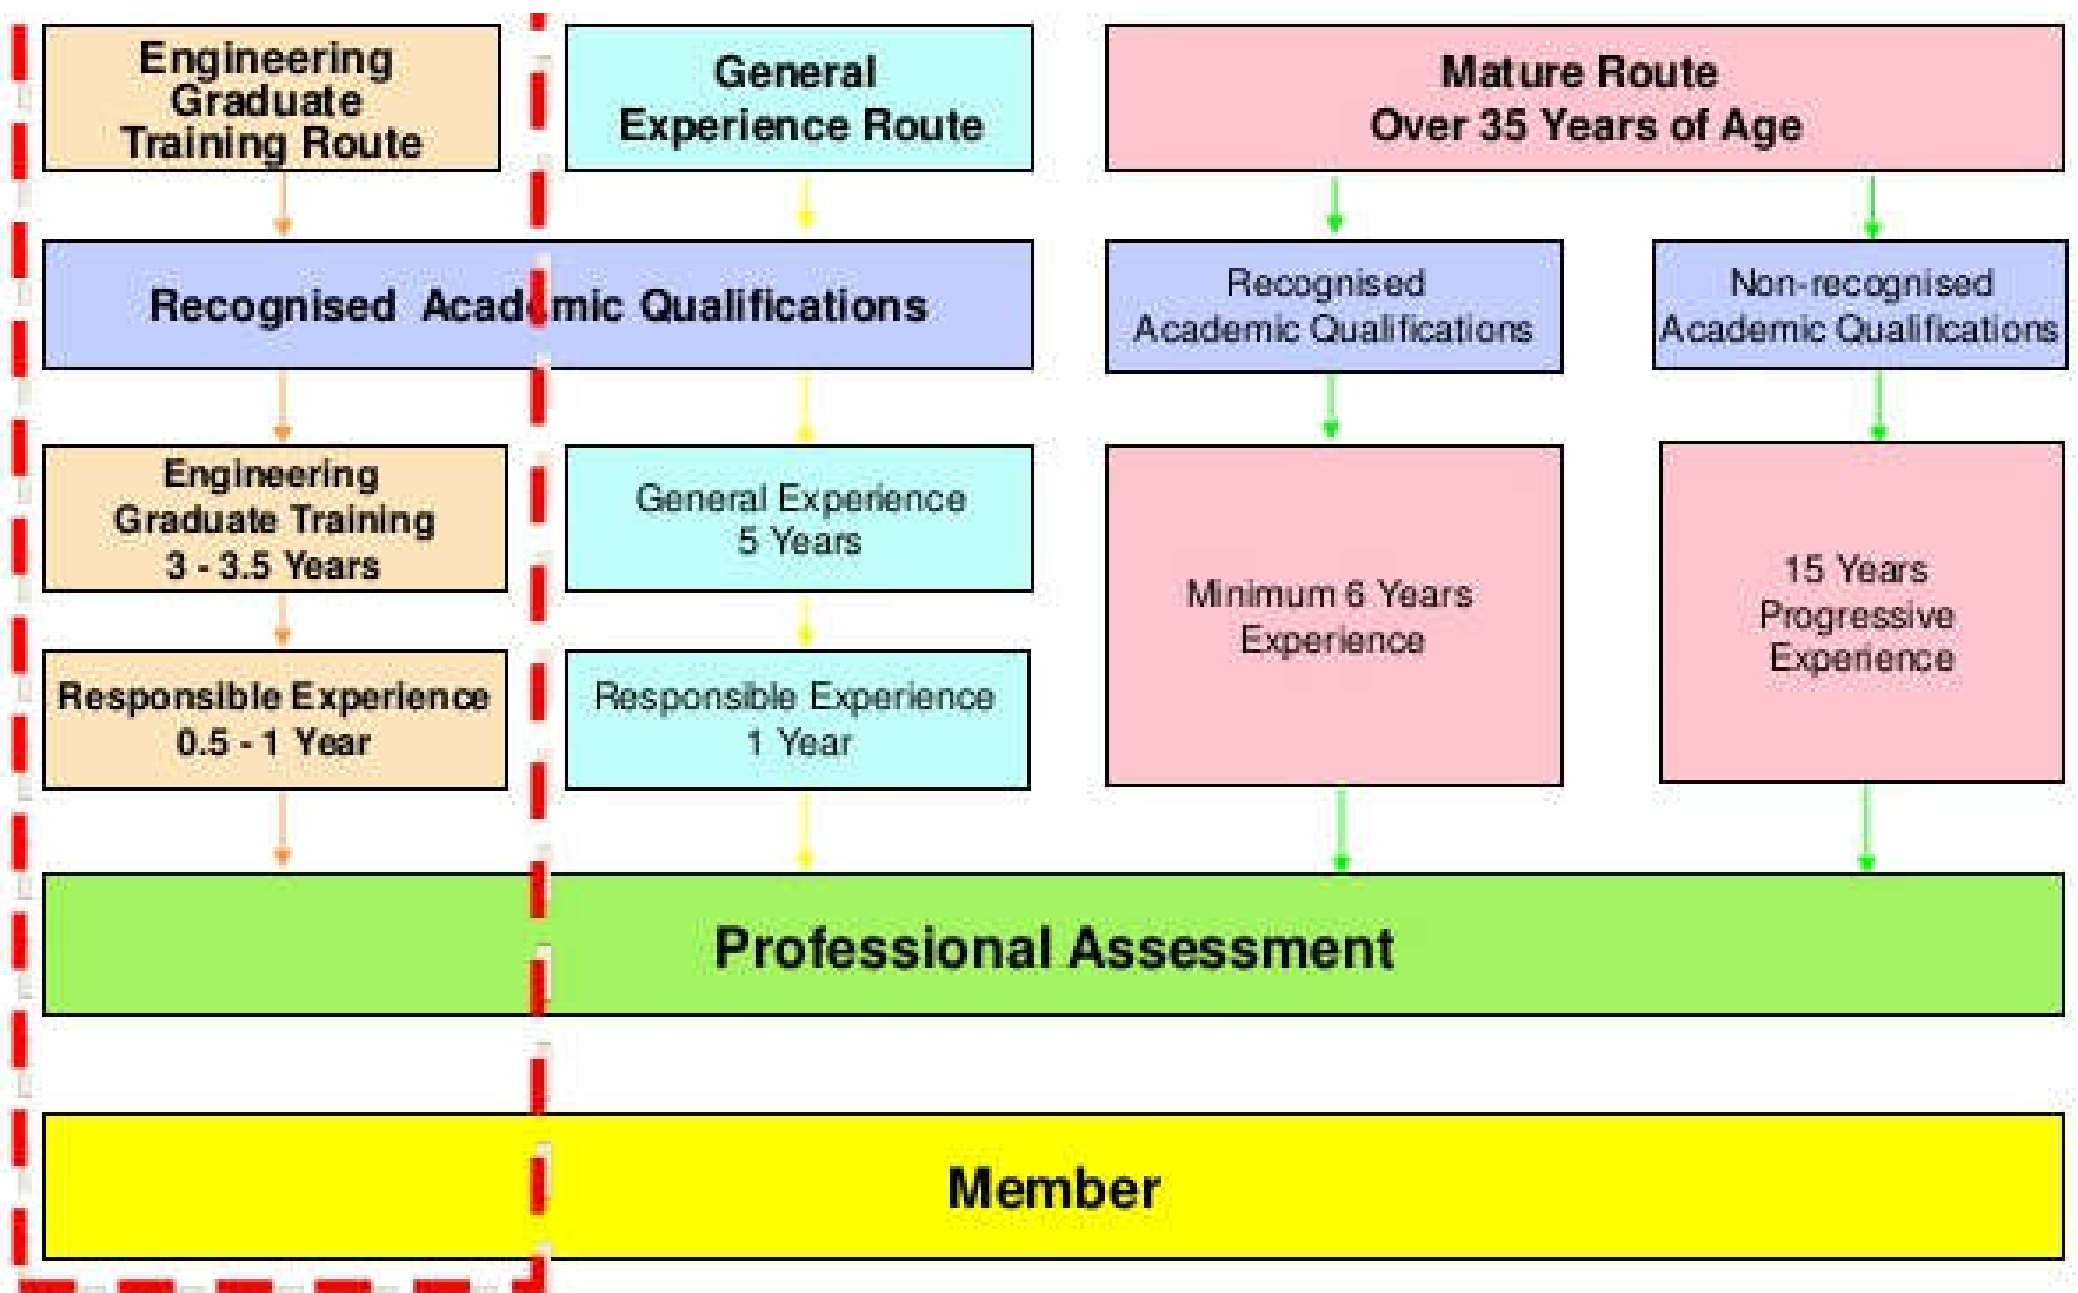 Engineering
Graduate
Training Route
General
Experience Route
Mature Route
Over 35 Years of Age
Recognised Academic Qualifications
Recognised
Academic Qualifications
Non-recognised
Academic Qualifications
Engineering
Graduate Training
3 - 3.5 Years
General Experience
5 Years
Minimum 6 Years
Experience
15 Years
Progressive
Experience
Responsible Experience
0.5 - 1 Year
Responsible Experience
1 Year
Professional Assessment
Member